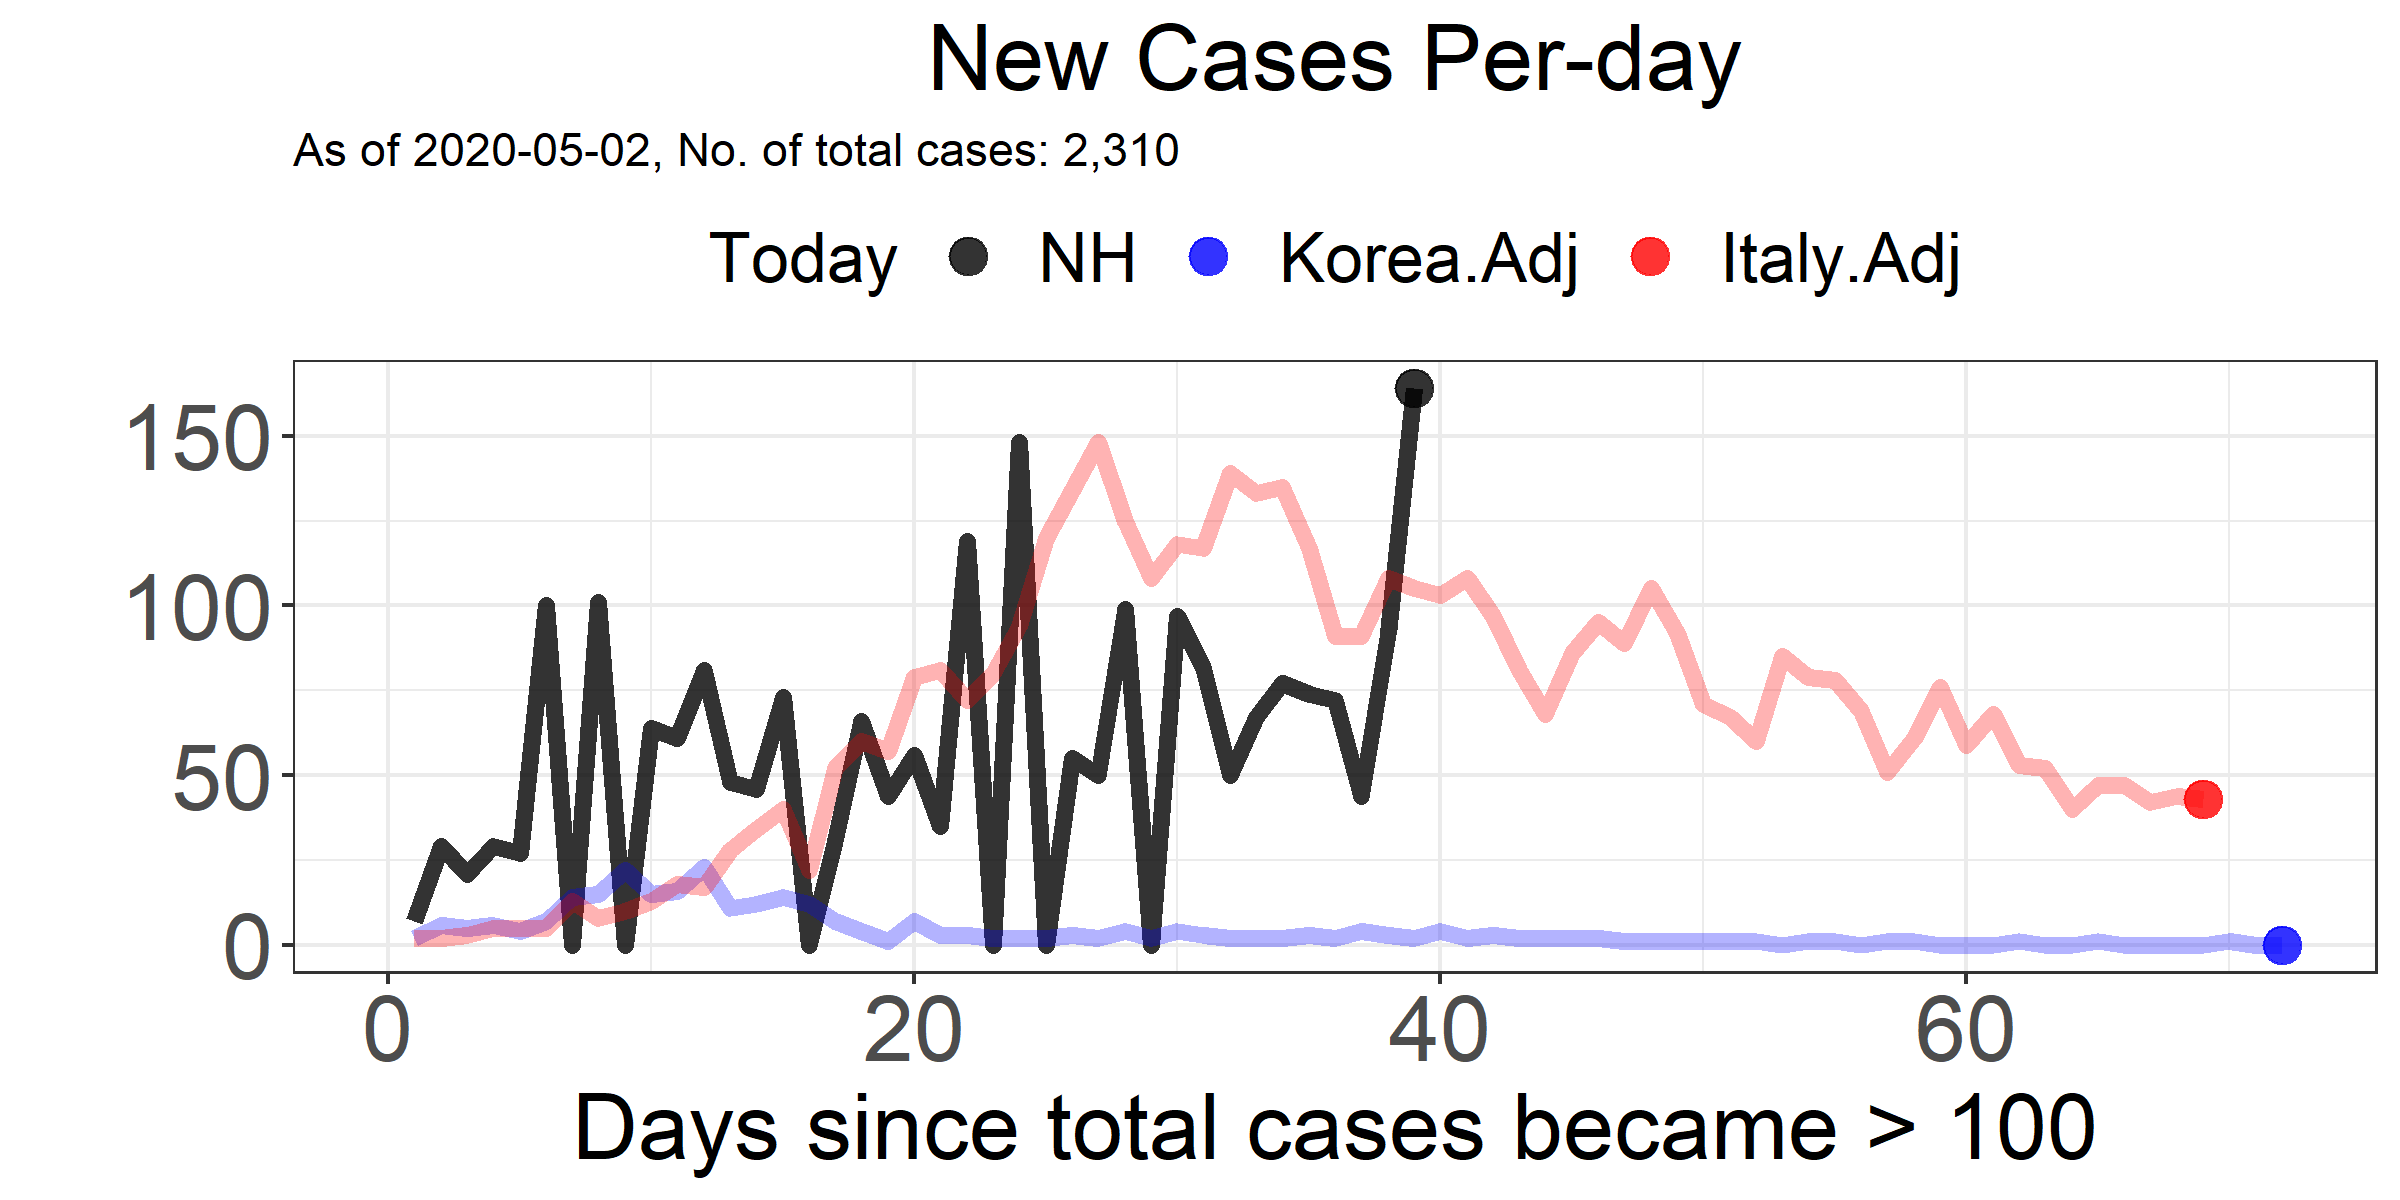 New Cases Per-day
As of 2020-05-02, No. of total cases: 2,310
Today NH Korea.Adj Italy.Adj
150
100
50
0
0 20 40 60
Days since total cases became > 100